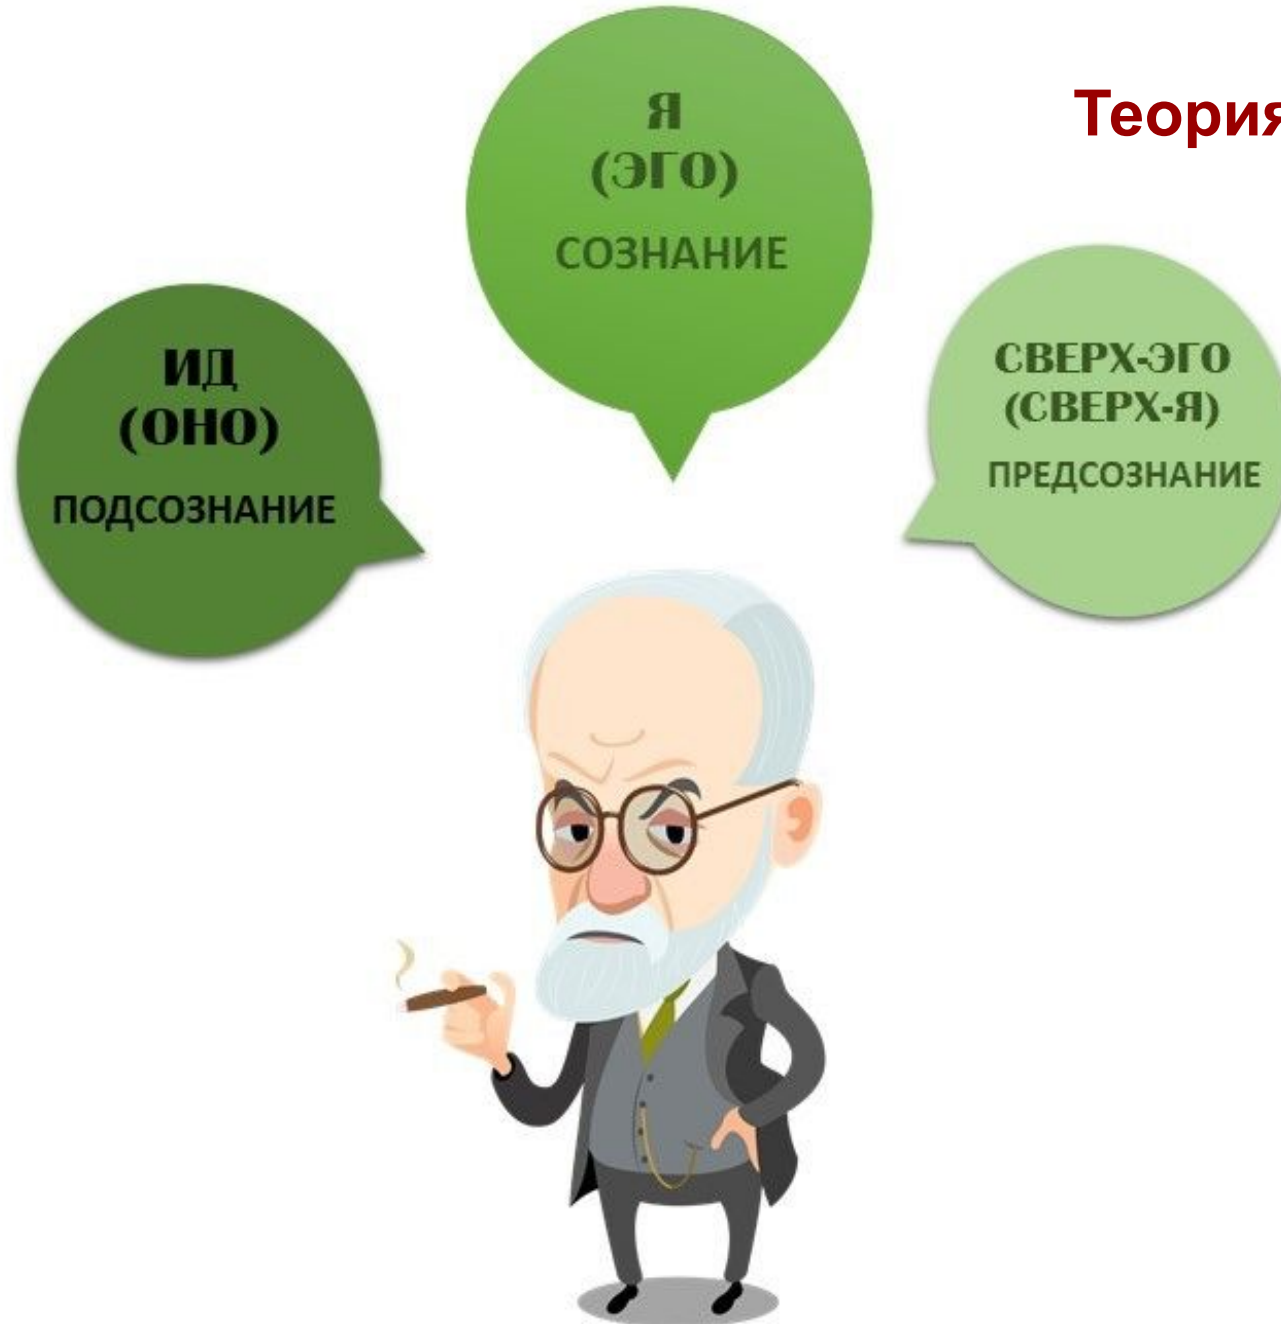 Теория
Я
(ЭГО)
СОЗНАНИЕ
ИД
(ОНО)
ПОДСОЗНАНИЕ
СВЕРХ-ЭГО
(СВЕРХ-Я)
ПРЕДСОЗНАНИЕ